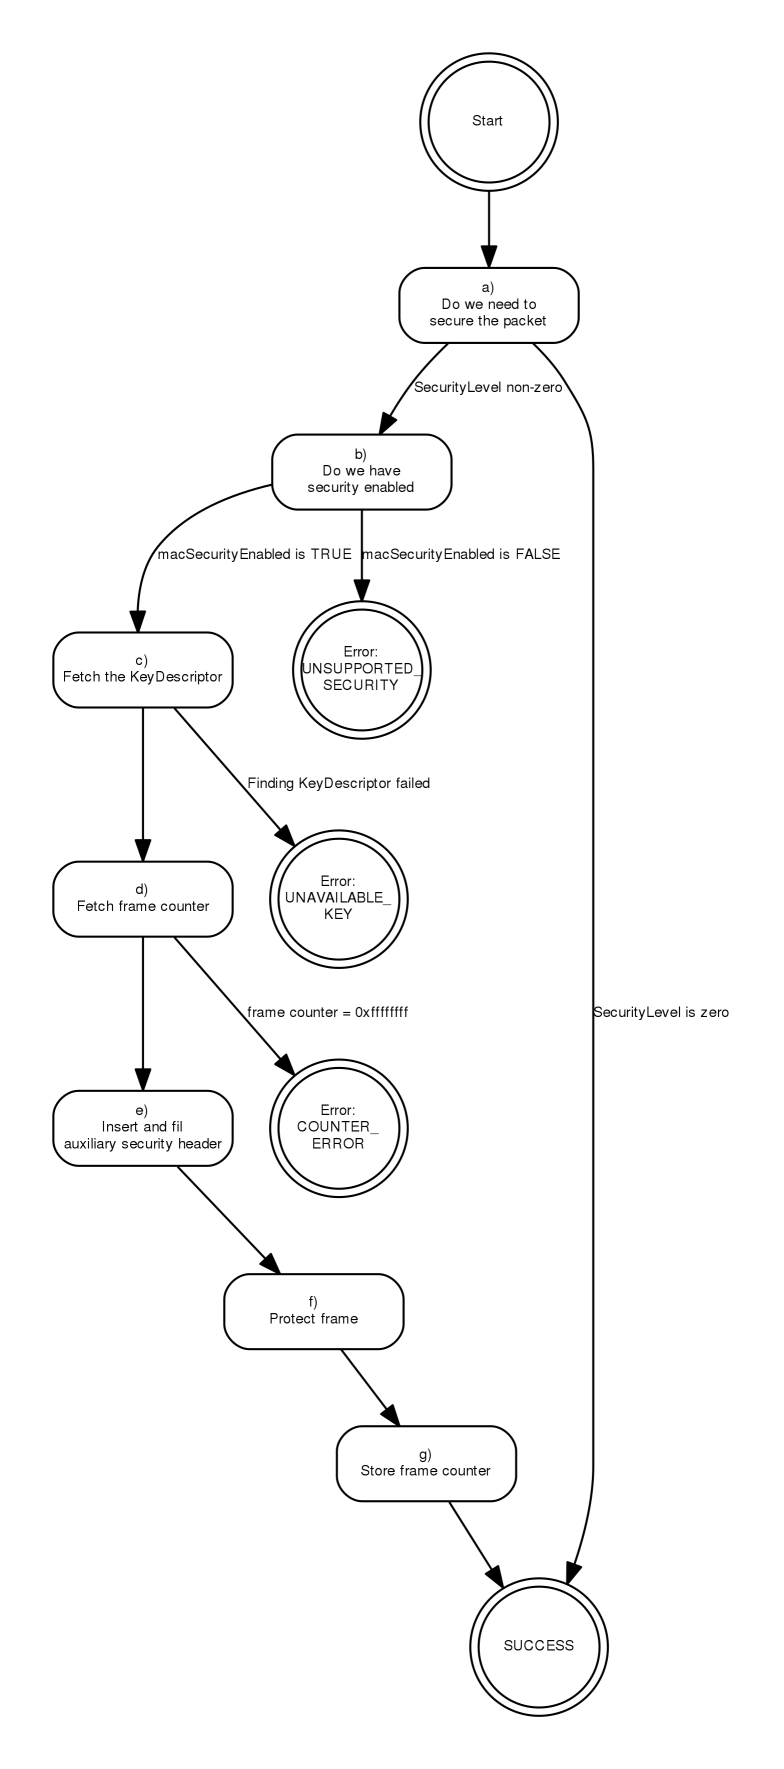 Start
a)
Do we need to
secure the packet
SecurityLevel non-zero
b)
Do we have
security enabled
macSecurityEnabled is TRUE
macSecurityEnabled is FALSE
c)
Fetch the KeyDescriptor
Error:
UNSUPPORTED_
SECURITY
Finding KeyDescriptor failed
d)
Fetch frame counter
Error:
UNAVAILABLE_
KEY
frame counter = 0xffffffff
SecurityLevel is zero
e)
Insert and fil
auxiliary security header
Error:
COUNTER_
ERROR
f)
Protect frame
g)
Store frame counter
SUCCESS